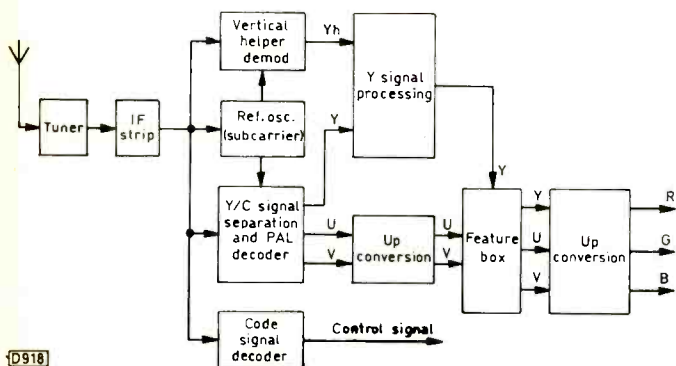 Vertical
helper
demod
Yh
Y signal
processing
Tuner
IF
strip
Ref. osc.
(subcarrier)
Y
Y
Y/C signal
separation
and PAL
decoder
U
V
Up
conversion
U
V
Feature
box
Y
U
V
Up
conversion
R
G
B
Code
signal
decoder
Control signal
D918